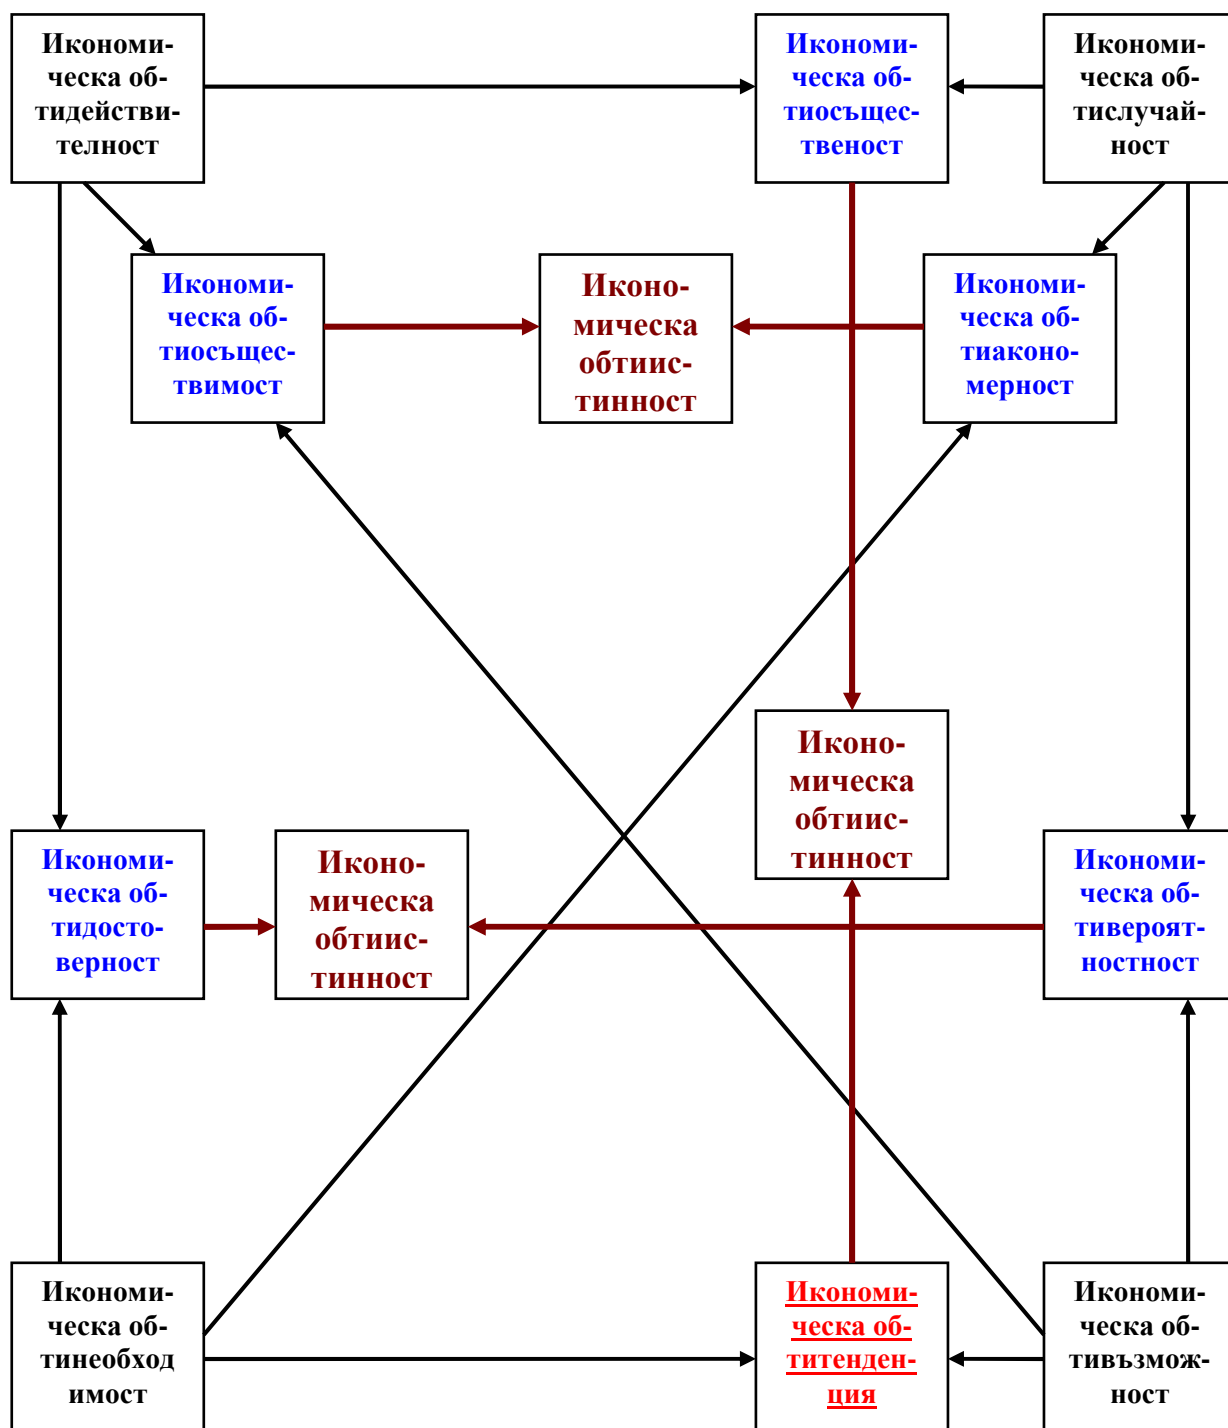 Икономи-
ческа об-
тидействи-
телност
Икономи-
ческа об-
тиосъщес-
твеност
Икономи-
ческа об-
тислучай-
ност
Икономи-
ческа об-
тиосъщес-
твимост
Иконо-
мическа
обтиис-
тинност
Икономи-
ческа об-
тиаконо-
мерност
Иконо-
мическа
обтиис-
тинност
Икономи-
ческа об-
тидосто-
верност
Иконо-
мическа
обтиис-
тинност
Икономи-
ческа об-
тивероят-
ностност
Икономи-
ческа об-
тинеобход
имост
Икономи-
ческа об-
титенден-
ция
Икономи-
ческа об-
тивъзмож-
ност